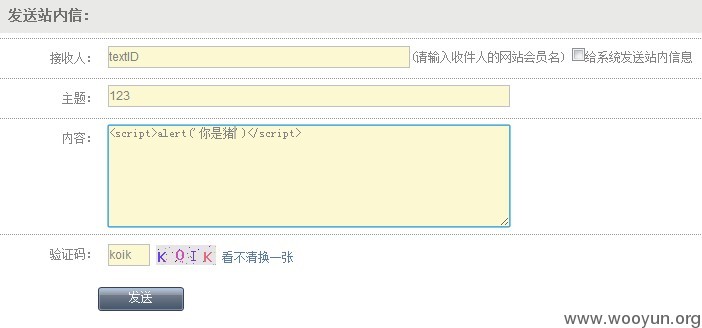 发送站内信：
接收人： textID (请输入收件人的网站会员名) 给系统发送站内信息
主题： 123
内容： <script>alert('你是猪')</script>
验证码： koik KOIK 看不清换一张
发送
www.wooyun.org